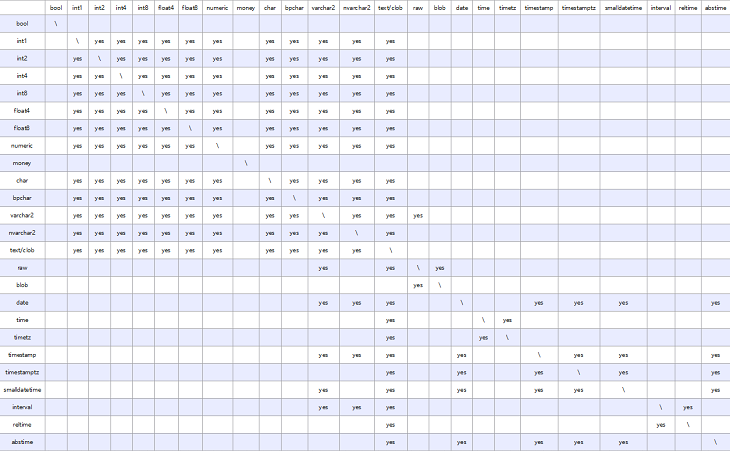 bool int1 int2 int4 int8 float4 float8 numeric money char bpchar varchar2 nvarchar2 text/clob raw blob date time timetz timestamp timestamptz smalldatetime interval reltime abstime
bool \
int1 \ yes yes yes yes yes yes yes yes yes yes yes
int2 yes \ yes yes yes yes yes yes yes yes yes yes
int4 yes yes \ yes yes yes yes yes yes yes yes yes
int8 yes yes yes \ yes yes yes yes yes yes yes yes
float4 yes yes yes yes \ yes yes yes yes yes yes yes
float8 yes yes yes yes yes \ yes yes yes yes yes yes
numeric yes yes yes yes yes yes \ yes yes yes yes yes
money \
char yes yes yes yes yes yes yes \ yes yes yes yes
bpchar yes yes yes yes yes yes yes yes \ yes yes yes
varchar2 yes yes yes yes yes yes yes yes yes \ yes yes yes
nvarchar2 yes yes yes yes yes yes yes yes yes yes \ yes
text/clob yes yes yes yes yes yes yes yes yes yes yes \
raw yes yes \ yes
blob yes \
date yes yes yes \ yes yes yes yes
time yes \ yes
timetz yes yes \
timestamp yes yes yes yes \ yes yes yes
timestamptz yes yes yes \ yes yes
smalldatetime yes yes yes yes yes \ yes
interval yes yes yes \ yes
reltime yes yes \
abstime yes yes yes yes yes \